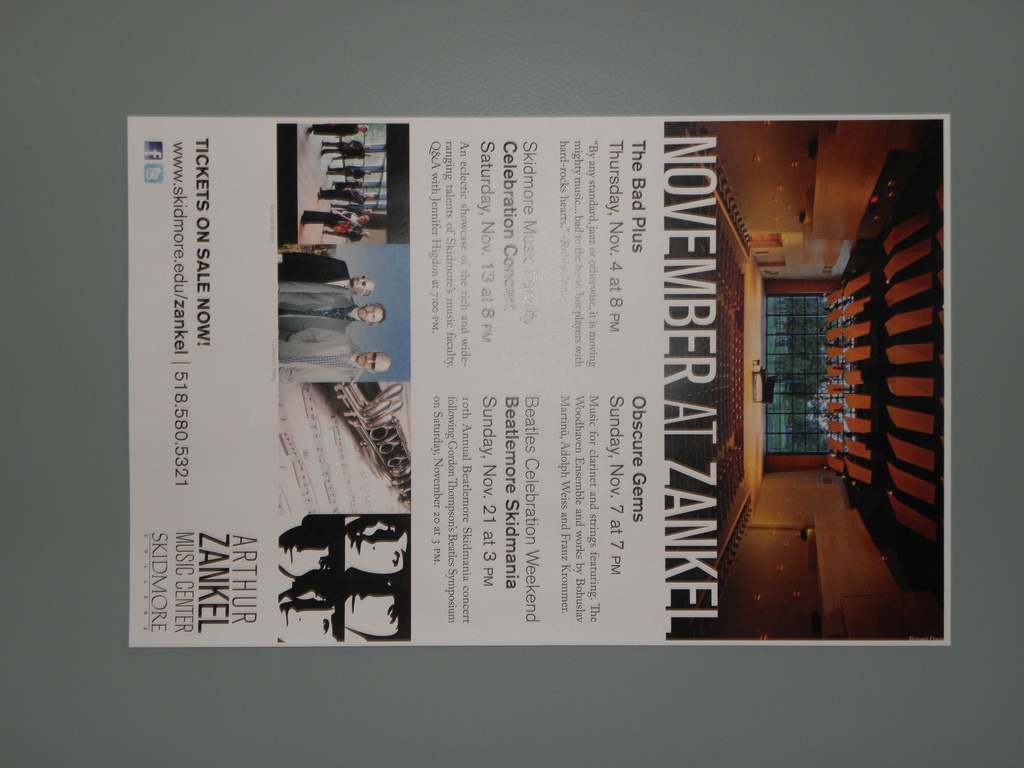 NOVEMBER AT ZANKEL
The Bad Plus
Thursday, Nov. 4 at 8 PM
"By any standard, jazz or otherwise, it is moving
mighty music... bad to the bone, hot players with
hard-rocks hearts."
Obscure Gems
Sunday, Nov. 7 at 7 PM
Music for clarinet and strings featuring The
Woodhaven Ensemble and works by Bohuslav
Martinů, Adolph Weiss and Franz Krommer.
Skidmore Music Faculty
Celebration Concert
Saturday, Nov. 13 at 8 PM
An eclectic showcase of the rich and wide-
ranging talents of Skidmore's music faculty.
Q&A with Jennifer Higdon at 7:00 PM.
Beatles Celebration Weekend
Beatlemore Skidmania
Sunday, Nov. 21 at 3 PM
10th Annual Beatlemore Skidmania concert
following Gordon Thompson's Beatles Symposium
on Saturday, November 20 at 3 PM.
TICKETS ON SALE NOW!
www.skidmore.edu/zankel | 518.580.5321
f t
ARTHUR
ZANKEL
MUSIC CENTER
SKIDMORE
COLLEGE